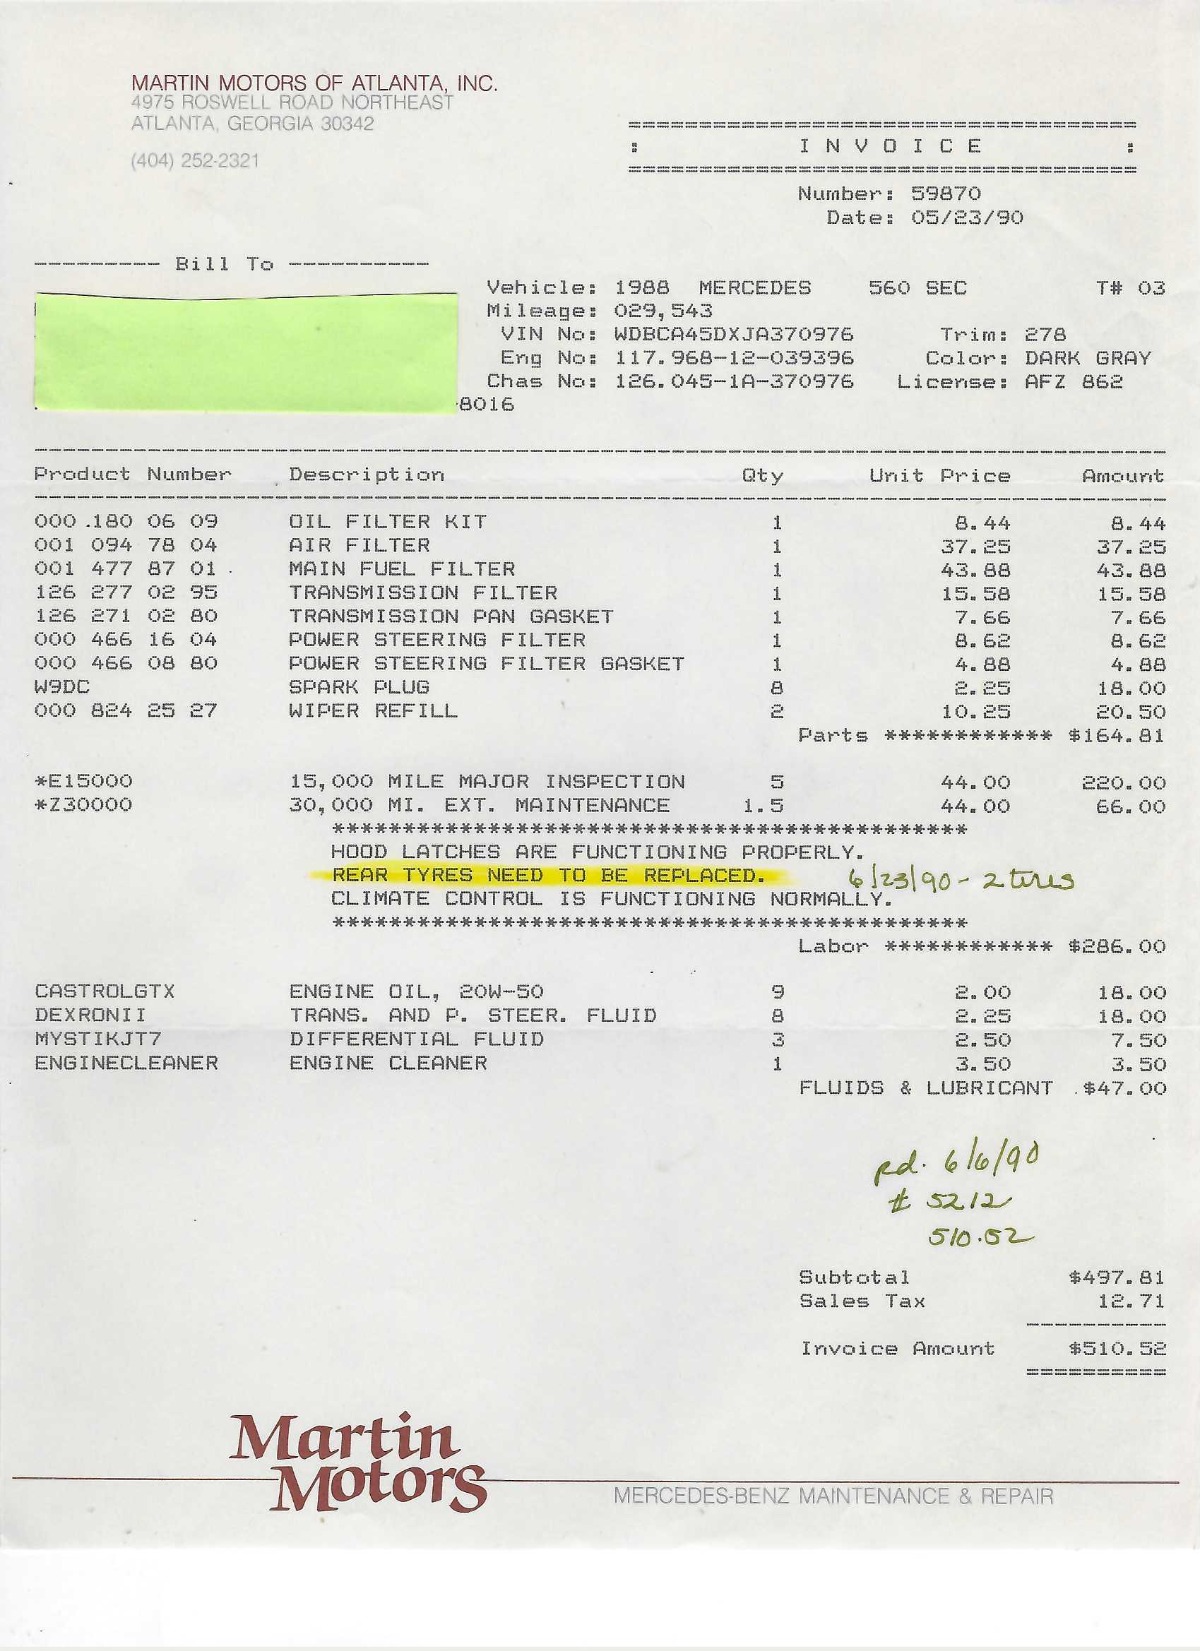 MARTIN MOTORS OF ATLANTA, INC.
4975 ROSWELL ROAD NORTHEAST
ATLANTA, GEORGIA 30342
(404) 252-2321
==================================
: I N V O I C E :
==================================
Number: 59870
Date: 05/23/90
--------- Bill To ----------
Vehicle: 1988 MERCEDES 560 SEC T# 03
Mileage: 029,543
VIN No: WDBCA45DXJA370976 Trim: 278
Eng No: 117.968-12-039396 Color: DARK GRAY
Chas No: 126.045-1A-370976 License: AFZ 862
-8016
Product Number Description Qty Unit Price Amount
000 .180 06 09 OIL FILTER KIT 1 8.44 8.44
001 094 78 04 AIR FILTER 1 37.25 37.25
001 477 87 01 MAIN FUEL FILTER 1 43.88 43.88
126 277 02 95 TRANSMISSION FILTER 1 15.58 15.58
126 271 02 80 TRANSMISSION PAN GASKET 1 7.66 7.66
000 466 16 04 POWER STEERING FILTER 1 8.62 8.62
000 466 08 80 POWER STEERING FILTER GASKET 1 4.88 4.88
W9DC SPARK PLUG 8 2.25 18.00
000 824 25 27 WIPER REFILL 2 10.25 20.50
Parts ************ $164.81
*E15000 15,000 MILE MAJOR INSPECTION 5 44.00 220.00
*Z30000 30,000 MI. EXT. MAINTENANCE 1.5 44.00 66.00
*********************************************
HOOD LATCHES ARE FUNCTIONING PROPERLY.
REAR TYRES NEED TO BE REPLACED. 6/23/90 - 2 tires
CLIMATE CONTROL IS FUNCTIONING NORMALLY.
*********************************************
Labor ************ $286.00
CASTROLGTX ENGINE OIL, 20W-50 9 2.00 18.00
DEXRONII TRANS. AND P. STEER. FLUID 8 2.25 18.00
MYSTIKJT7 DIFFERENTIAL FLUID 3 2.50 7.50
ENGINECLEANER ENGINE CLEANER 1 3.50 3.50
FLUIDS & LUBRICANT $47.00
pd. 6/6/90
# 5212
510.52
Subtotal $497.81
Sales Tax 12.71
Invoice Amount $510.52
Martin
Motors
MERCEDES-BENZ MAINTENANCE & REPAIR